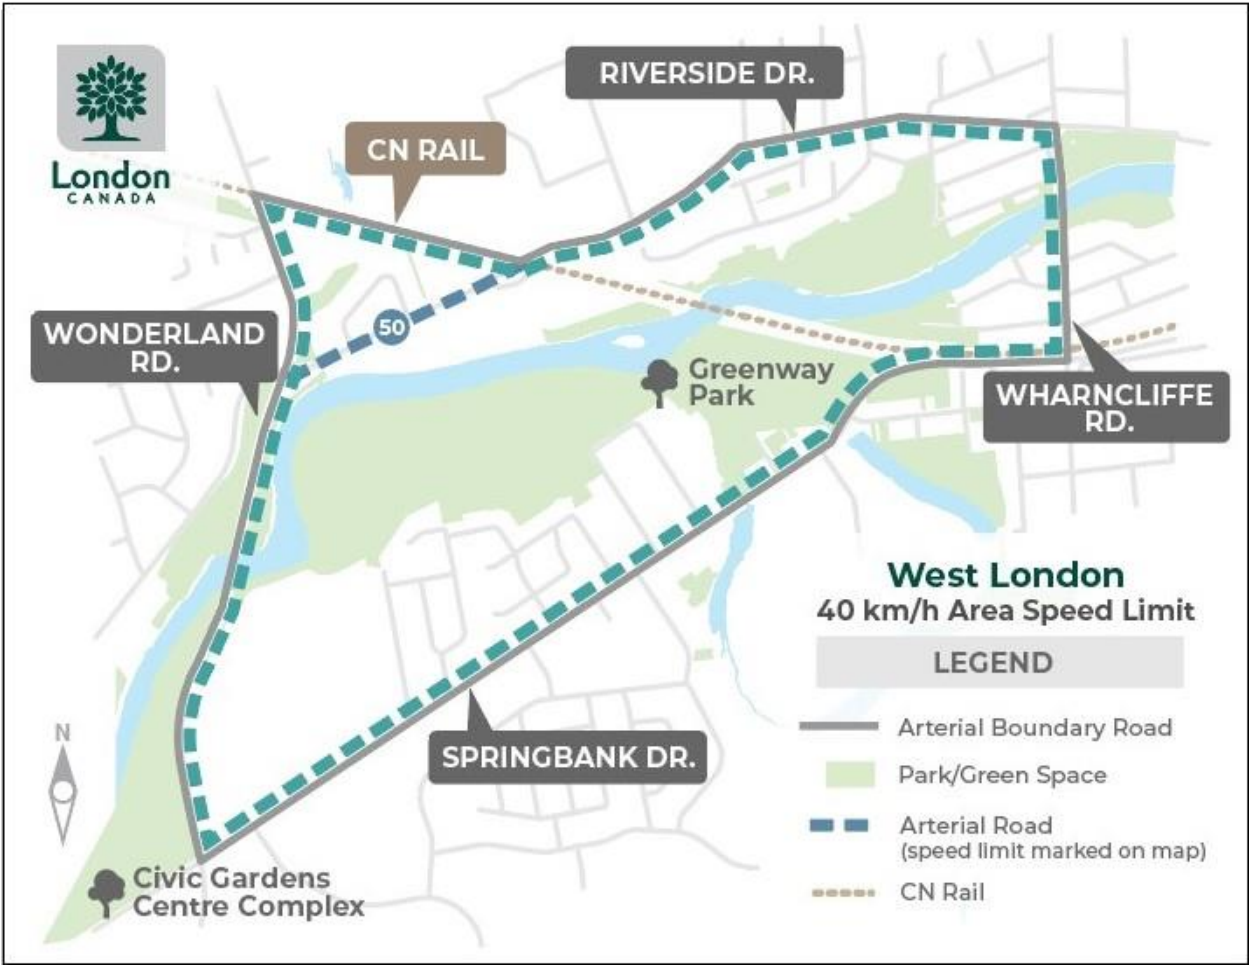 London
CANADA
RIVERSIDE DR.
CN RAIL
50
WONDERLAND
RD.
Greenway
Park
WHARNCLIFFE
RD.
SPRINGBANK DR.
N
Civic Gardens
Centre Complex
West London
40 km/h Area Speed Limit
LEGEND
Arterial Boundary Road
Park/Green Space
Arterial Road
(speed limit marked on map)
CN Rail